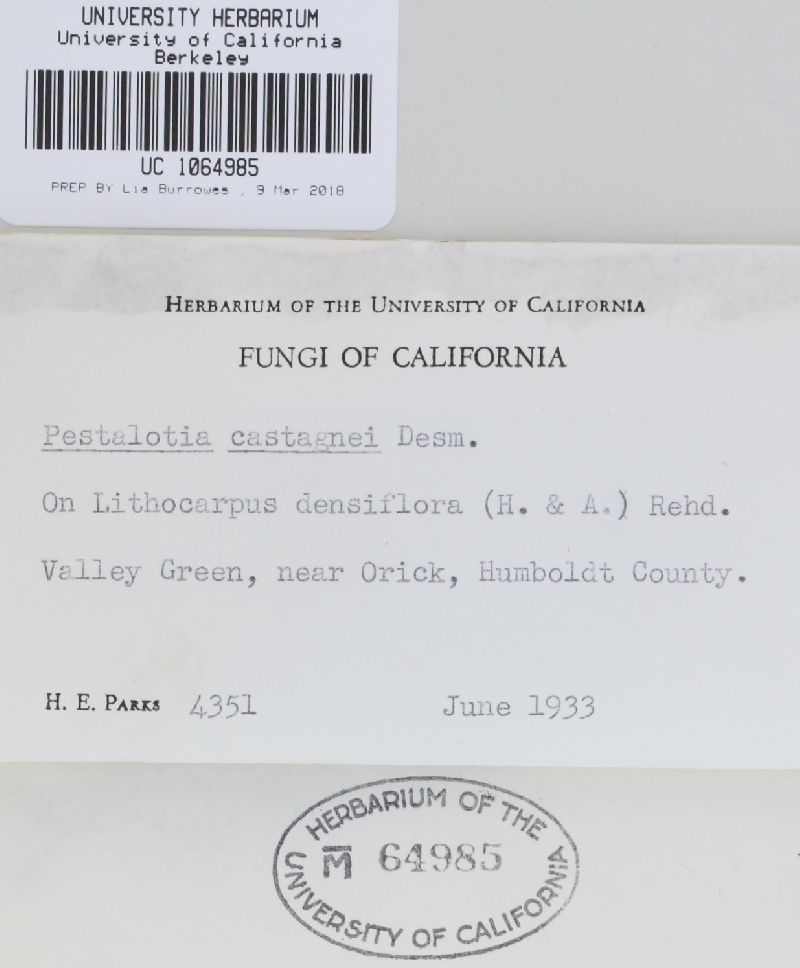 UNIVERSITY HERBARIUM
University of California
Berkeley
UC 1064985
PREP BY Lia Burrowes , 9 Mar 2018
HERBARIUM OF THE UNIVERSITY OF CALIFORNIA
FUNGI OF CALIFORNIA
Pestalotia castagnei Desm.
On Lithocarpus densiflora (H. & A.) Rehd.
Valley Green, near Orick, Humboldt County.
H. E. PARKS 4351 June 1933
HERBARIUM OF THE
M̅ 64985
UNIVERSITY OF CALIFORNIA